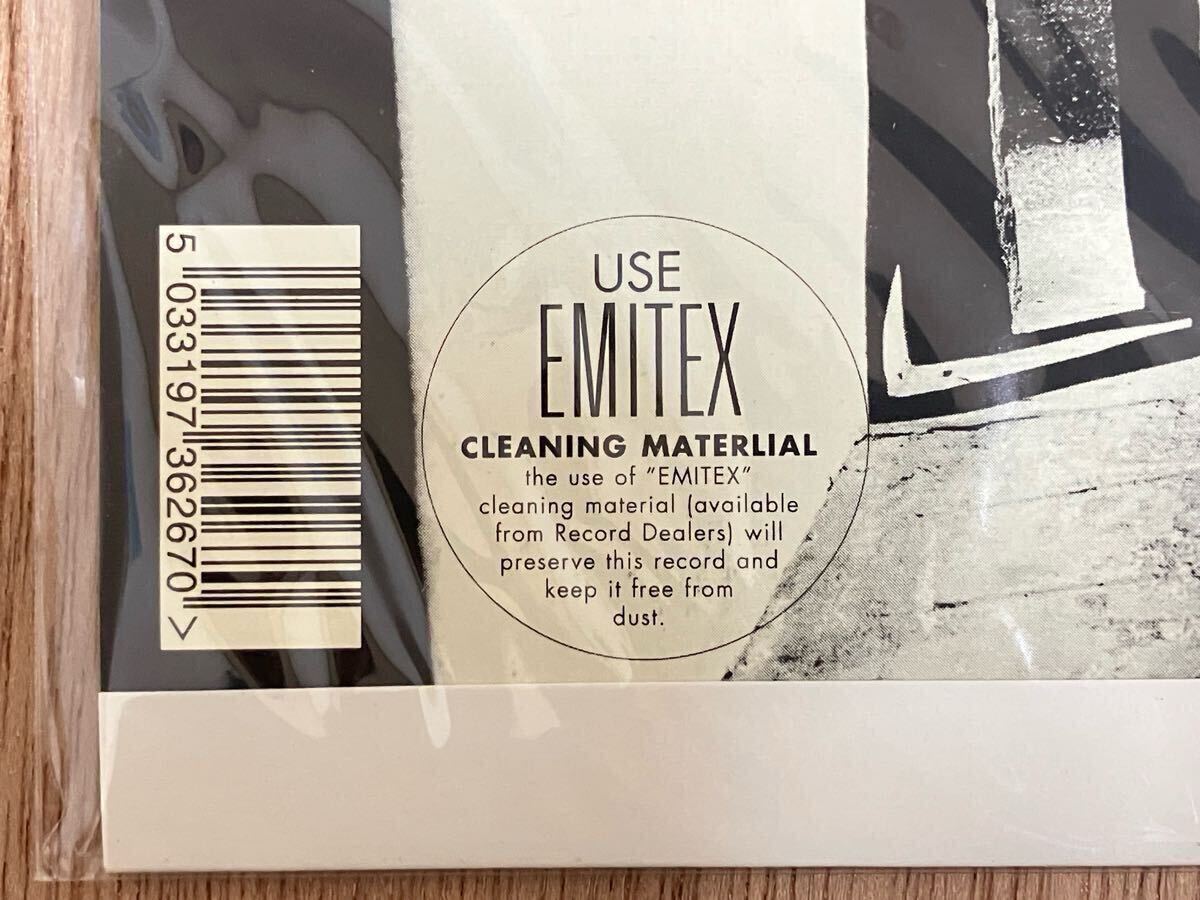 5 033197 362670 >
USE
EMITEX
CLEANING MATERLIAL
the use of "EMITEX"
cleaning material (available
from Record Dealers) will
preserve this record and
keep it free from
dust.